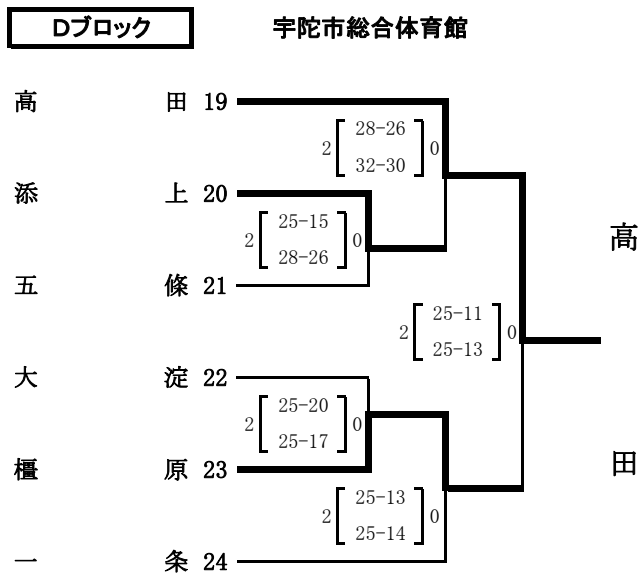 Dブロック 宇陀市総合体育館
高田 19
2 28-26 0
32-30
添上 20
2 25-15 0
28-26
高田
五條 21
2 25-11 0
25-13
大淀 22
2 25-20 0
25-17
橿原 23
2 25-13 0
25-14
一条 24